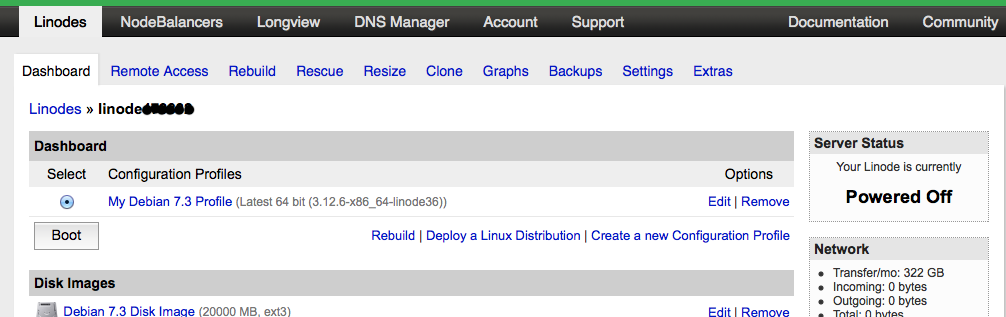 Linodes NodeBalancers Longview DNS Manager Account Support Documentation Community
Dashboard Remote Access Rebuild Rescue Resize Clone Graphs Backups Settings Extras
Linodes » linode
Dashboard
Select Configuration Profiles Options
My Debian 7.3 Profile (Latest 64 bit (3.12.6-x86_64-linode36)) Edit | Remove
Boot Rebuild | Deploy a Linux Distribution | Create a new Configuration Profile
Disk Images
Debian 7.3 Disk Image (20000 MB, ext3) Edit | Remove
Server Status
Your Linode is currently
Powered Off
Network
Transfer/mo: 322 GB
Incoming: 0 bytes
Outgoing: 0 bytes
Total: 0 bytes